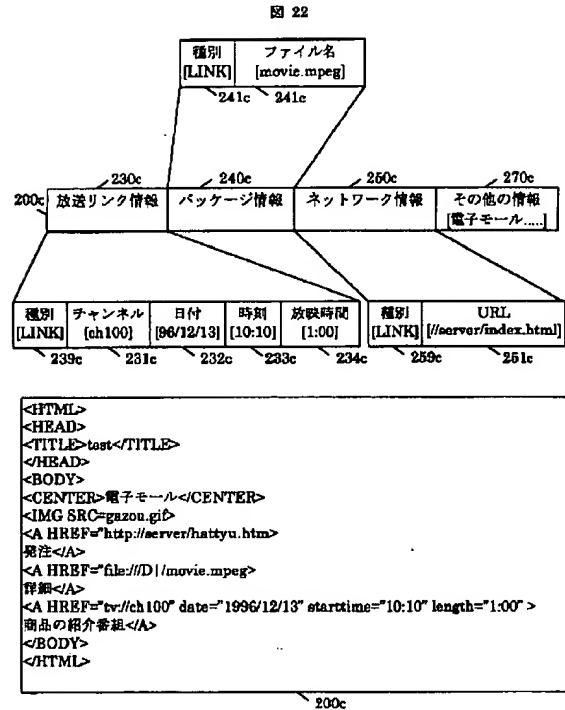 図 22
種別 ファイル名
[LINK] [movie.mpeg]
241c 241c
230c 240c 250c 270c
200c 放送リンク情報 パッケージ情報 ネットワーク情報 その他の情報
[電子モール.....]
種別 チャンネル 日付 時刻 放映時間 種別 URL
[LINK] [ch100] [96/12/13] [10:10] [1:00] [LINK] [//server/index.html]
239c 231c 232c 233c 234c 259c 251c
<HTML>
<HEAD>
<TITLE>test</TITLE>
</HEAD>
<BODY>
<CENTER>電子モール</CENTER>
<IMG SRC=gazou.gif>
<A HREF="http://server/hattyu.htm>
発注</A>
<A HREF="file:///D|/movie.mpeg>
詳細</A>
<A HREF="tv://ch100" date="1996/12/13" starttime="10:10" length="1:00" >
商品の紹介番組</A>
</BODY>
</HTML>
200c